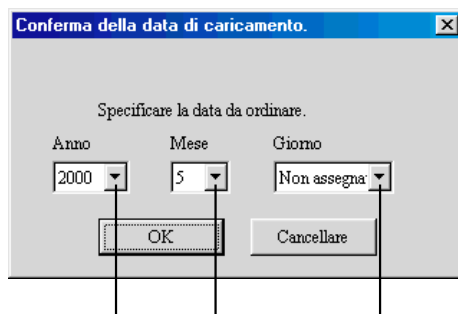 Conferma della data di caricamento.
Specificare la data da ordinare.
Anno Mese Giorno
2000 5 Non assegna
OK Cancellare